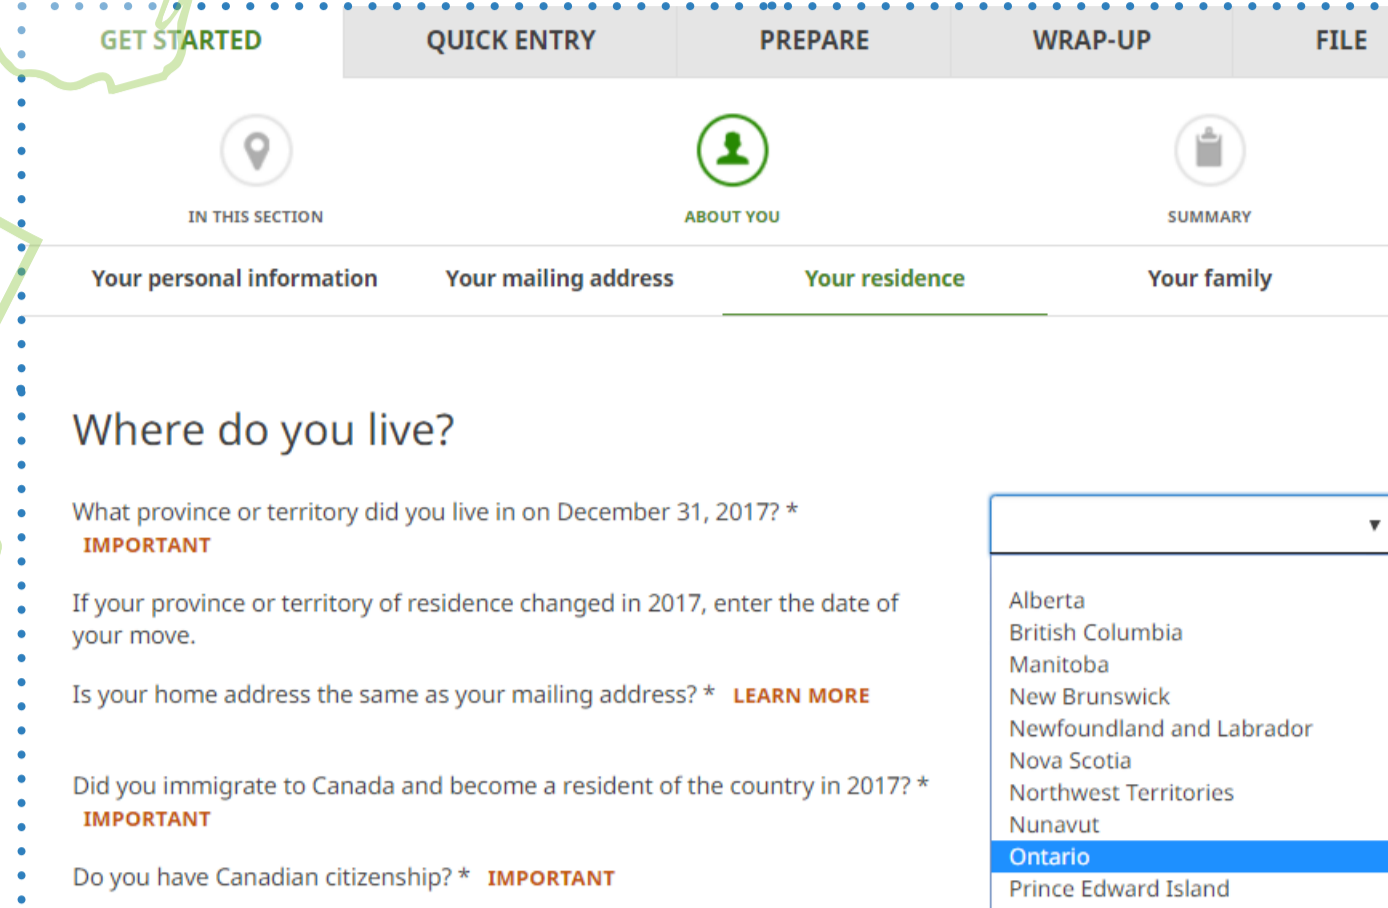 GET STARTED QUICK ENTRY PREPARE WRAP-UP FILE
IN THIS SECTION ABOUT YOU SUMMARY
Your personal information Your mailing address Your residence Your family
Where do you live?
What province or territory did you live in on December 31, 2017? *
IMPORTANT
If your province or territory of residence changed in 2017, enter the date of
your move.
Is your home address the same as your mailing address? * LEARN MORE
Did you immigrate to Canada and become a resident of the country in 2017? *
IMPORTANT
Do you have Canadian citizenship? * IMPORTANT
Alberta
British Columbia
Manitoba
New Brunswick
Newfoundland and Labrador
Nova Scotia
Northwest Territories
Nunavut
Ontario
Prince Edward Island